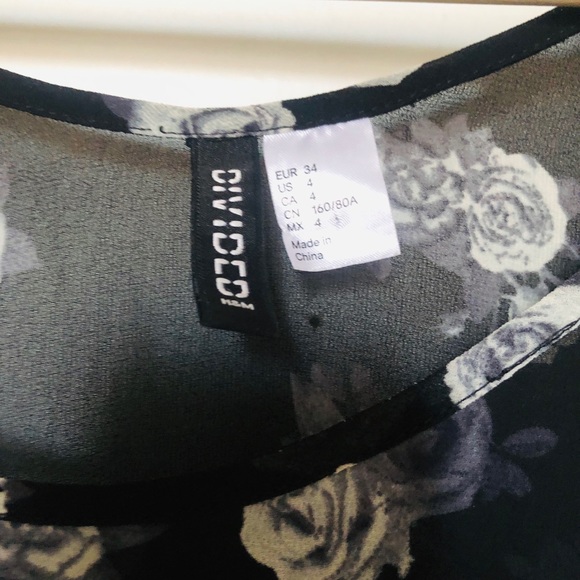 DIVIDED
H&M
EUR 34
US 4
CA 4
CN 160/80A
MX 4
Made in
China